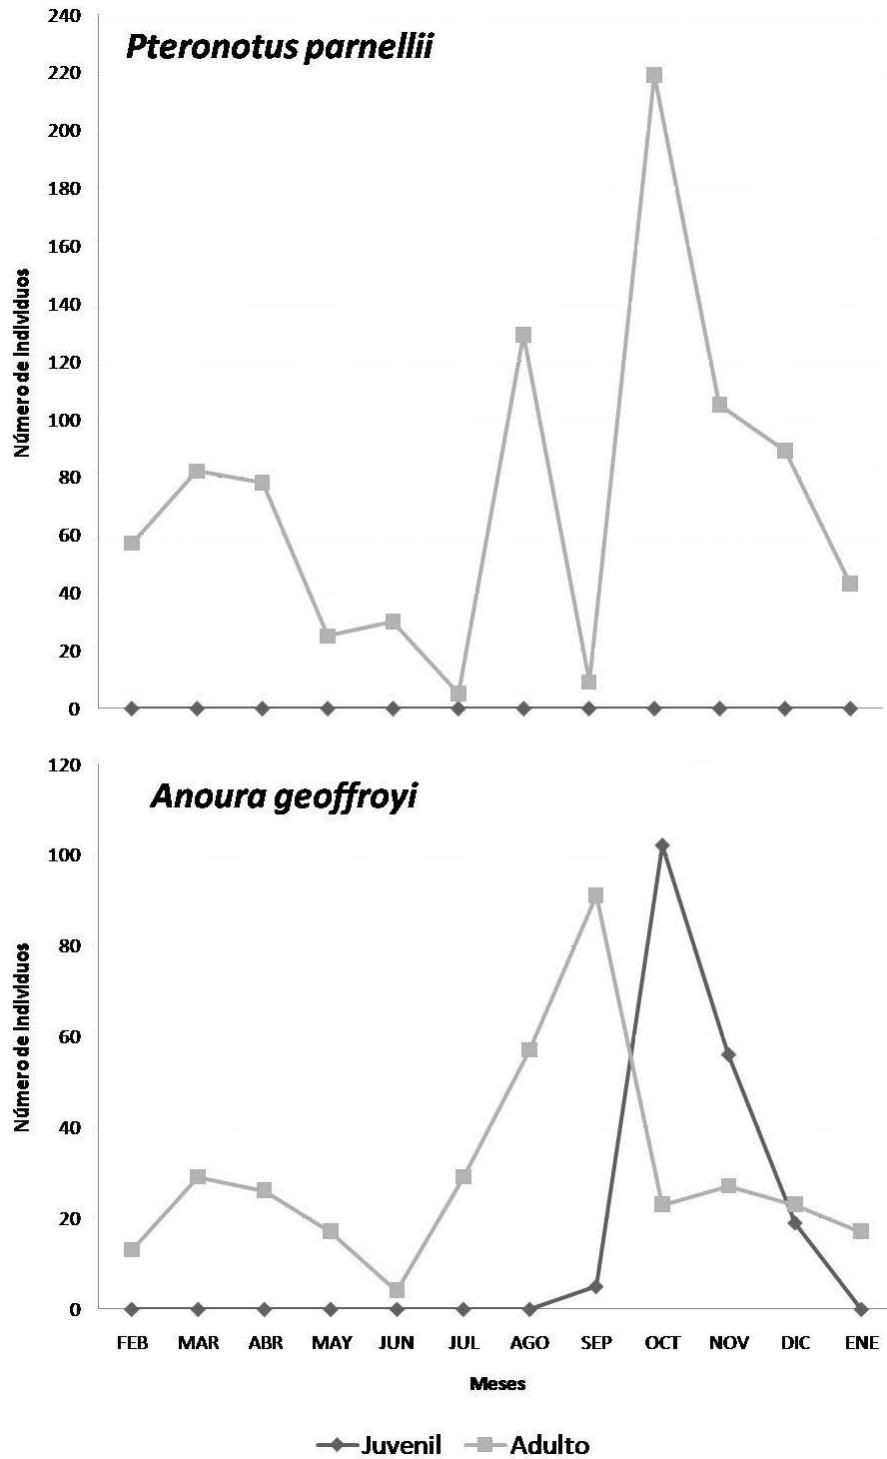 Pteronotus parnellii
240
220
200
180
160
140
120
100
80
60
40
20
0
Número de Individuos
Anoura geoffroyi
120
100
80
60
40
20
0
Número de Individuos
FEB MAR ABR MAY JUN JUL AGO SEP OCT NOV DIC ENE
Meses
Juvenil Adulto